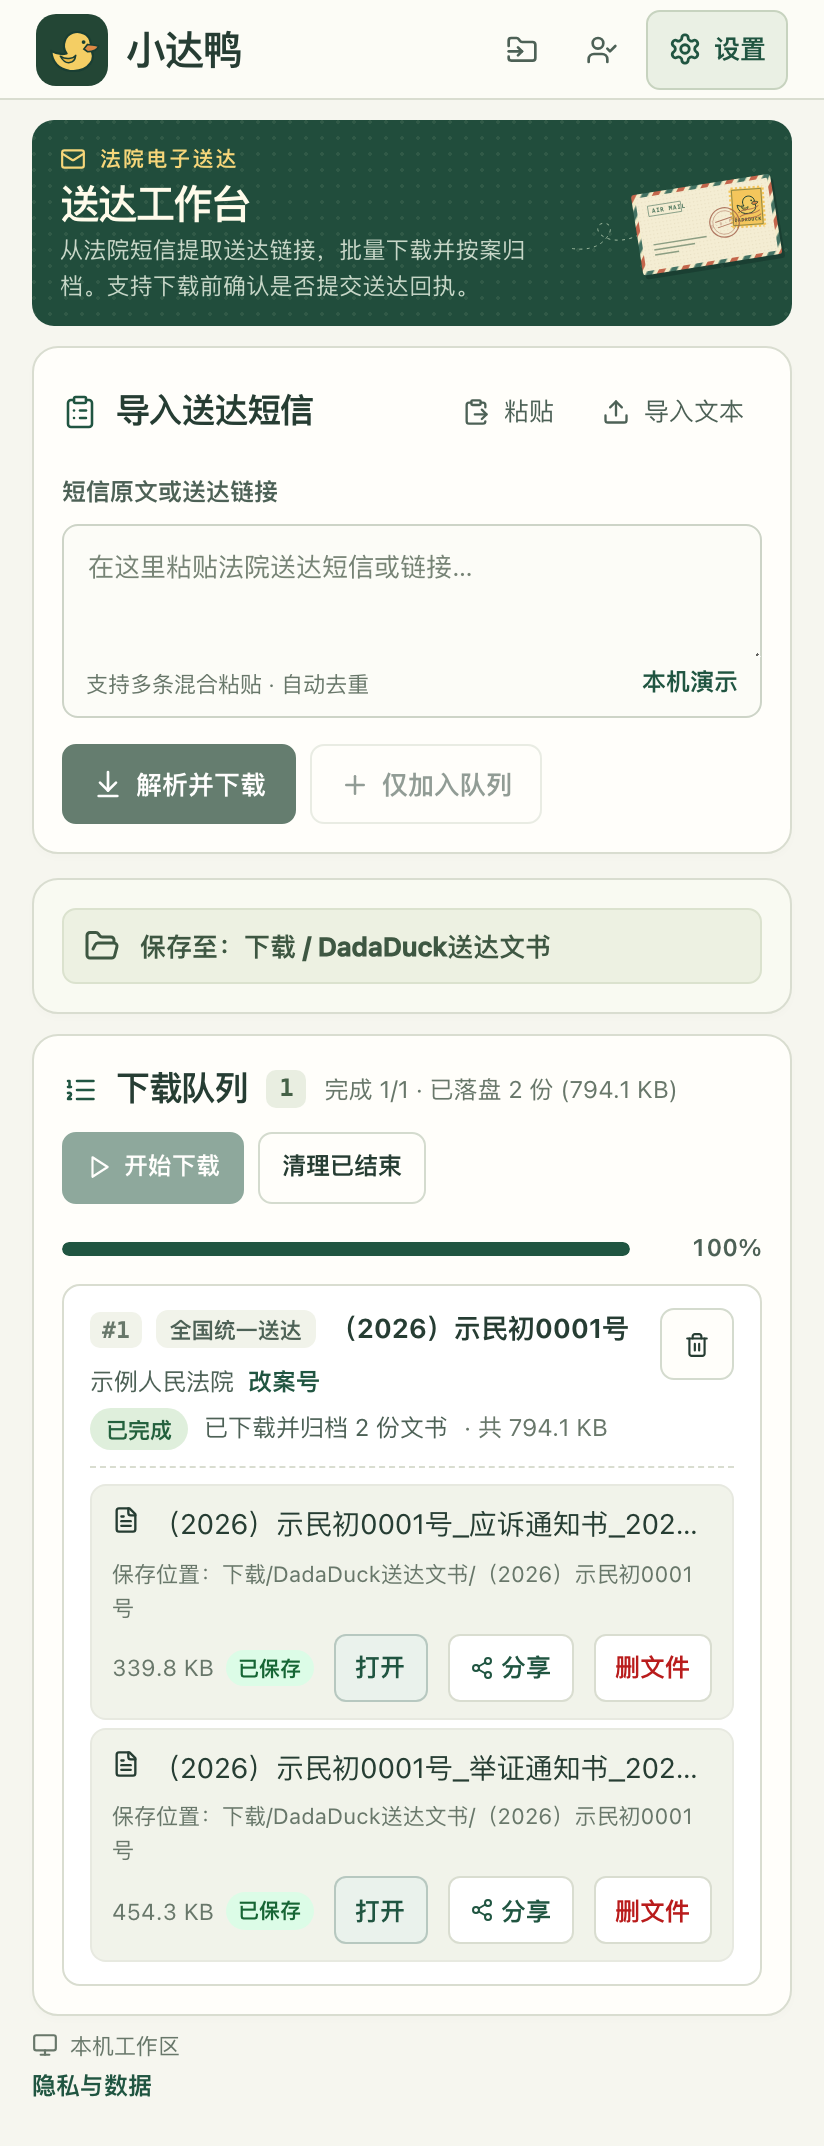 小达鸭
设置
法院电子送达
送达工作台
从法院短信提取送达链接，批量下载并按案归
档。支持下载前确认是否提交送达回执。
AIR MAIL
导入送达短信
粘贴
导入文本
短信原文或送达链接
在这里粘贴法院送达短信或链接...
支持多条混合粘贴 · 自动去重
本机演示
解析并下载
仅加入队列
保存至：下载 / DadaDuck送达文书
下载队列 1 完成 1/1 · 已落盘 2 份 (794.1 KB)
开始下载
清理已结束
100%
#1 全国统一送达 （2026）示民初0001号
示例人民法院 改案号
已完成 已下载并归档 2 份文书 · 共 794.1 KB
（2026）示民初0001号_应诉通知书_202...
保存位置：下载/DadaDuck送达文书/（2026）示民初0001
号
339.8 KB 已保存 打开 分享 删文件
（2026）示民初0001号_举证通知书_202...
保存位置：下载/DadaDuck送达文书/（2026）示民初0001
号
454.3 KB 已保存 打开 分享 删文件
本机工作区
隐私与数据